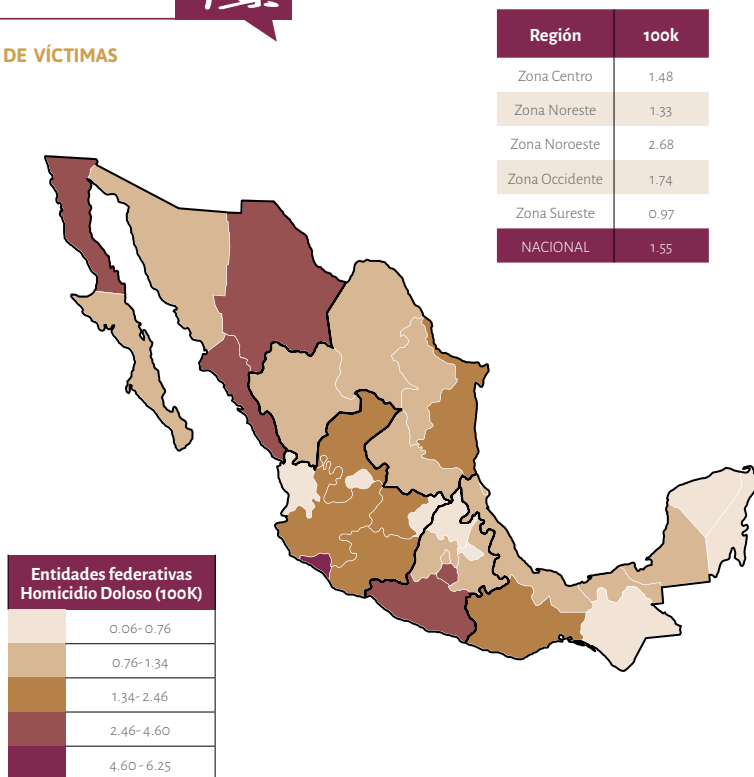 DE VÍCTIMAS
Región 100k
Zona Centro 1.48
Zona Noreste 1.33
Zona Noroeste 2.68
Zona Occidente 1.74
Zona Sureste 0.97
NACIONAL 1.55
Entidades federativas
Homicidio Doloso (100K)
0.06-0.76
0.76-1.34
1.34-2.46
2.46-4.60
4.60-6.25